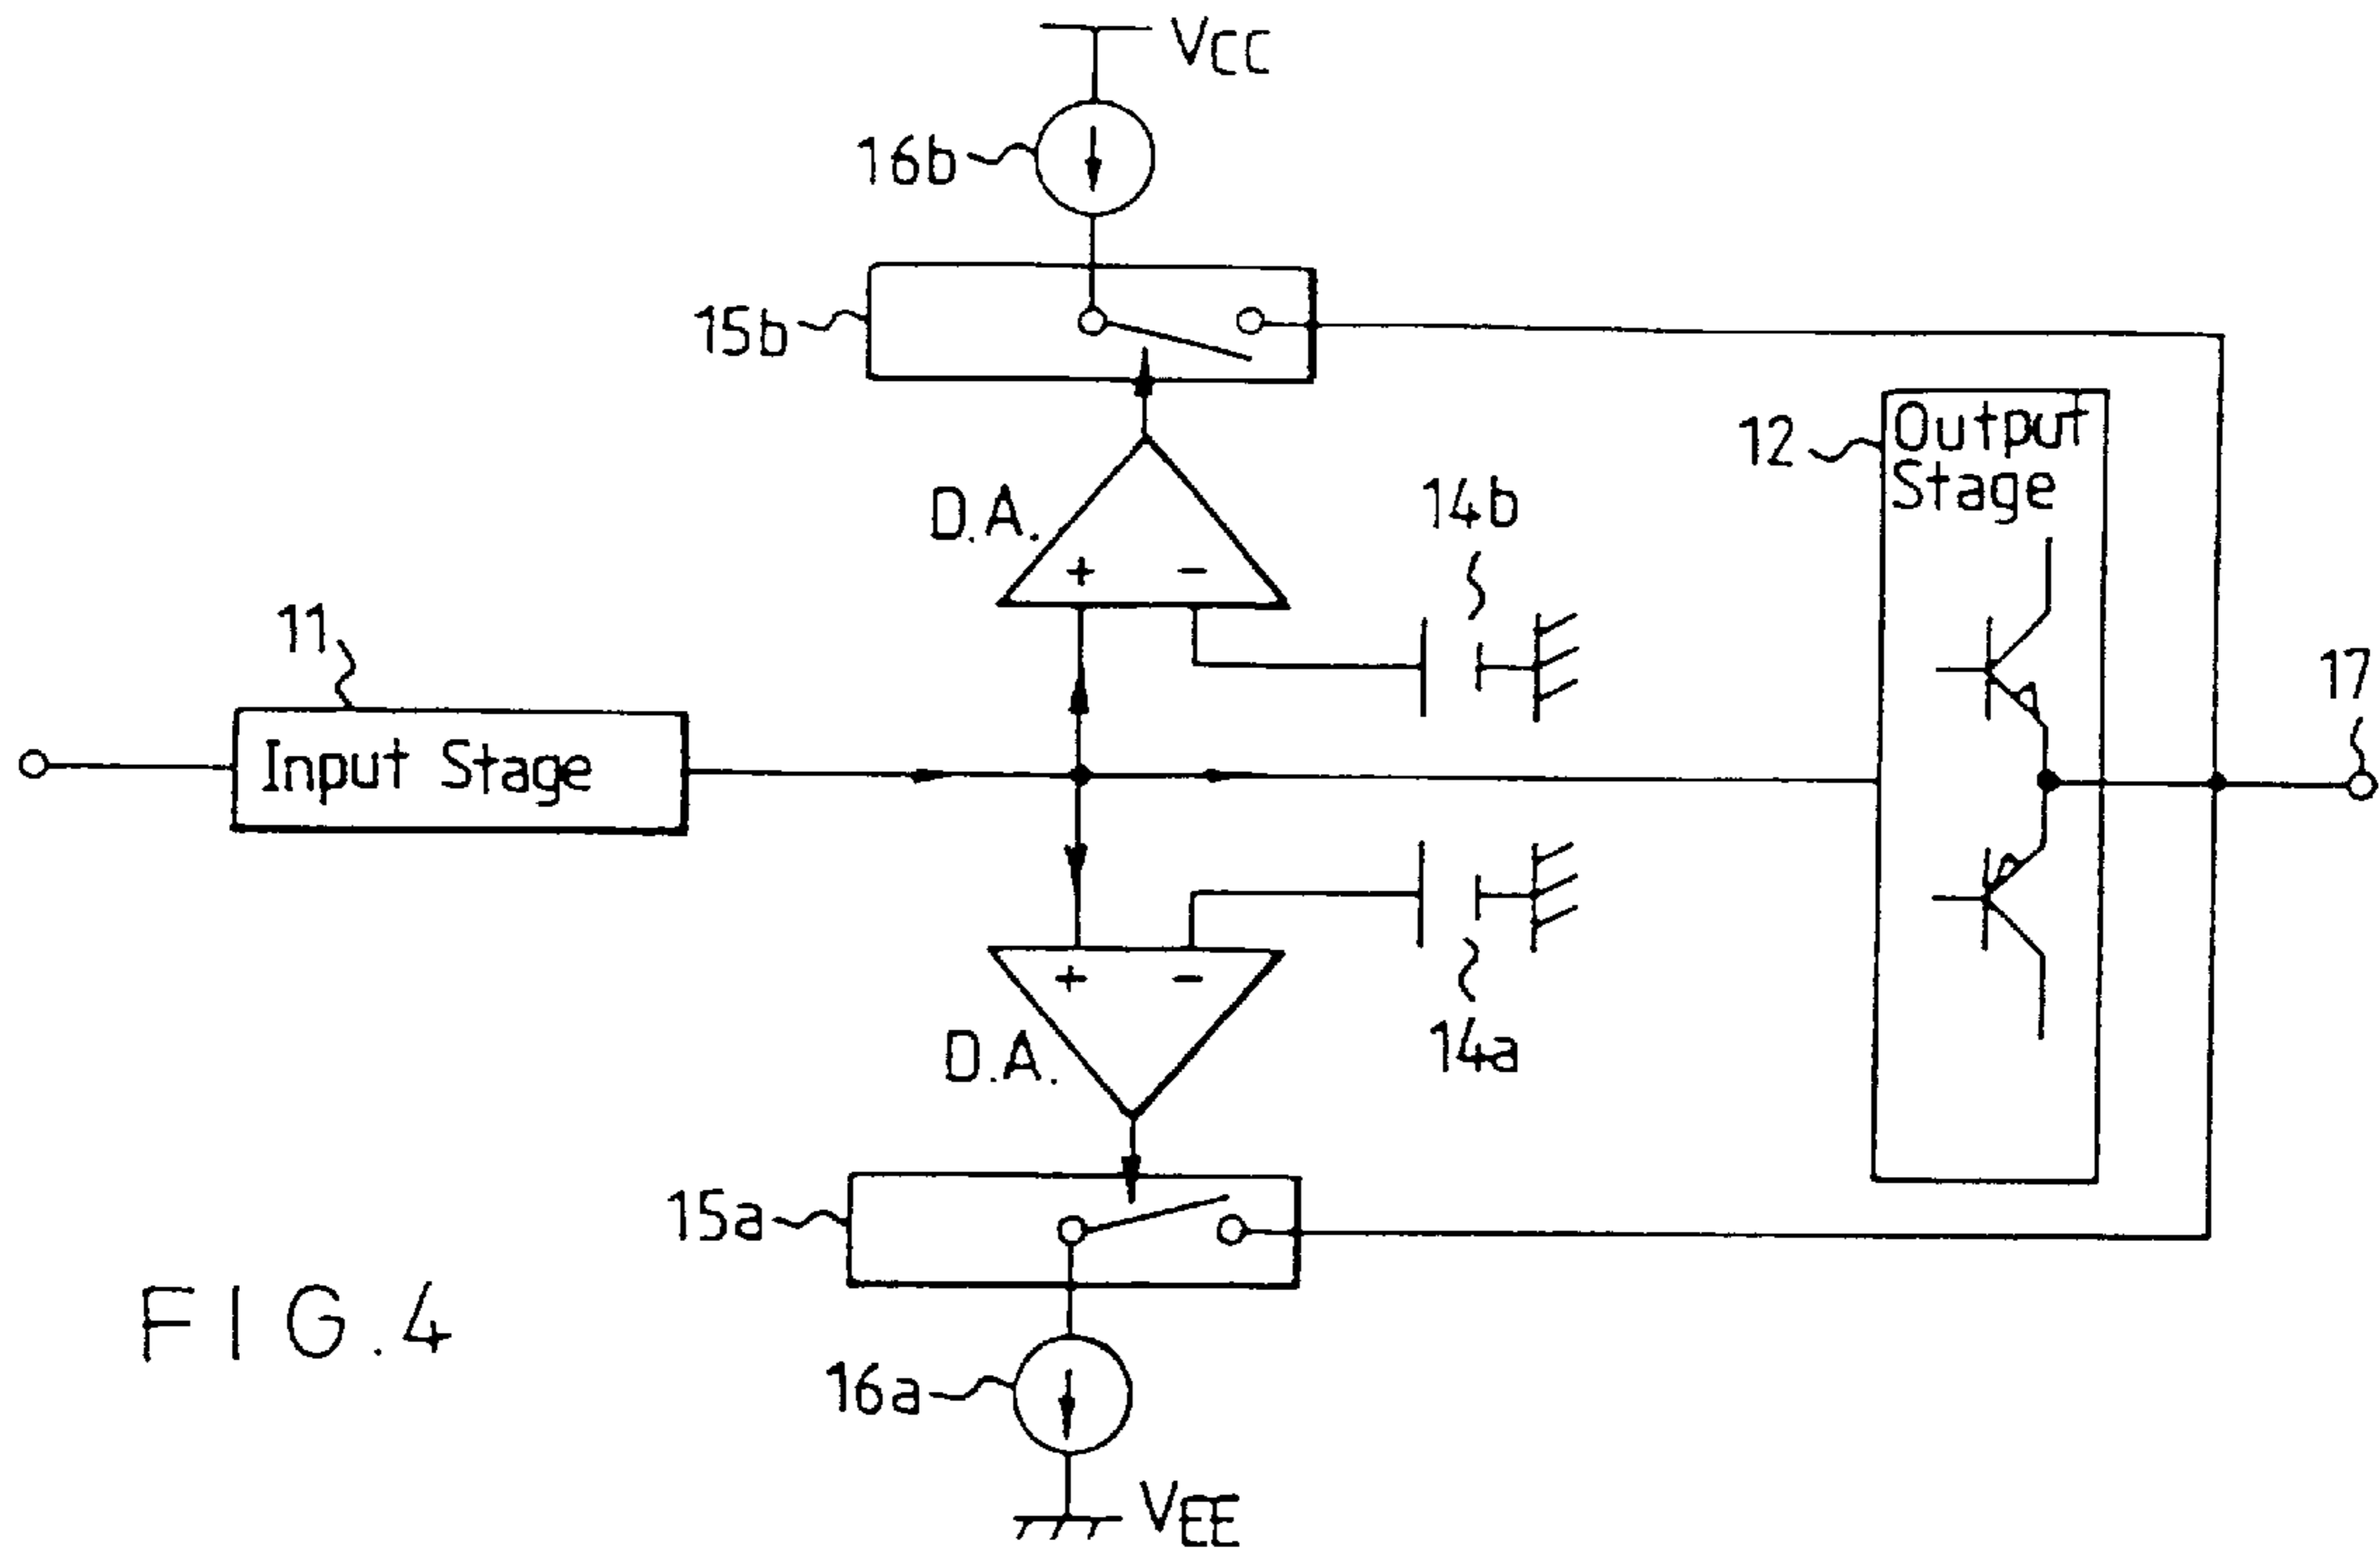 VCC
16b
15b
12
Output
Stage
D.A.
14b
+ −
11
17
Input Stage
+ −
D.A.
14a
15a
FIG.4
16a
VEE